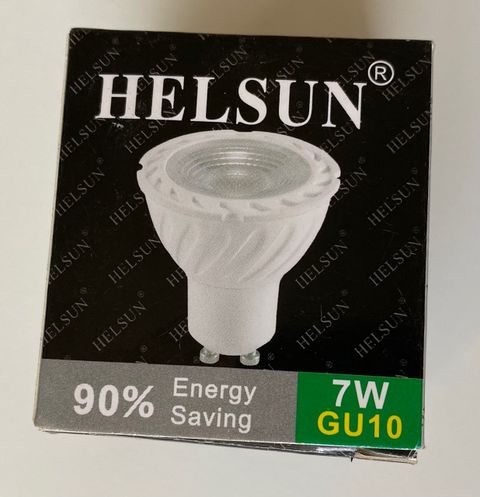 HELSUN®
90% Energy Saving
7W
GU10